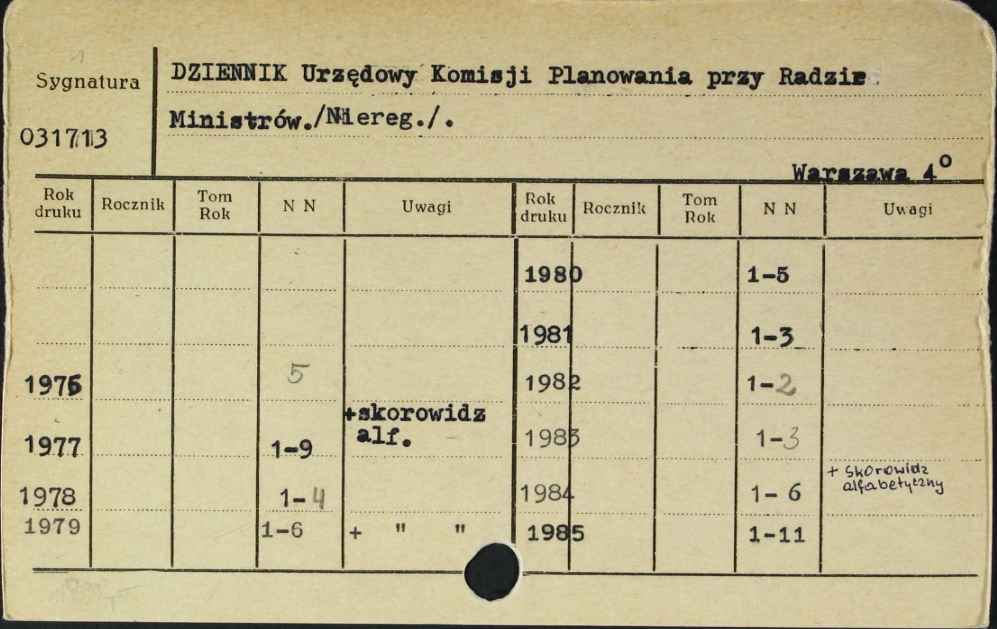 Sygnatura
DZIENNIK Urzędowy Komisji Planowania przy Radzie
031713
Ministrów./Niereg./.
Warszawa 4°
Rok druku Rocznik Tom Rok N N Uwagi Rok druku Rocznik Tom Rok N N Uwagi
1980 1-5
1981 1-3
1976 5 1982 1-2
1977 1-9 +skorowidz alf. 1983 1-3
1978 1-4 1984 1-6 + skorowidz alfabetyczny
1979 1-6 + " " 1985 1-11